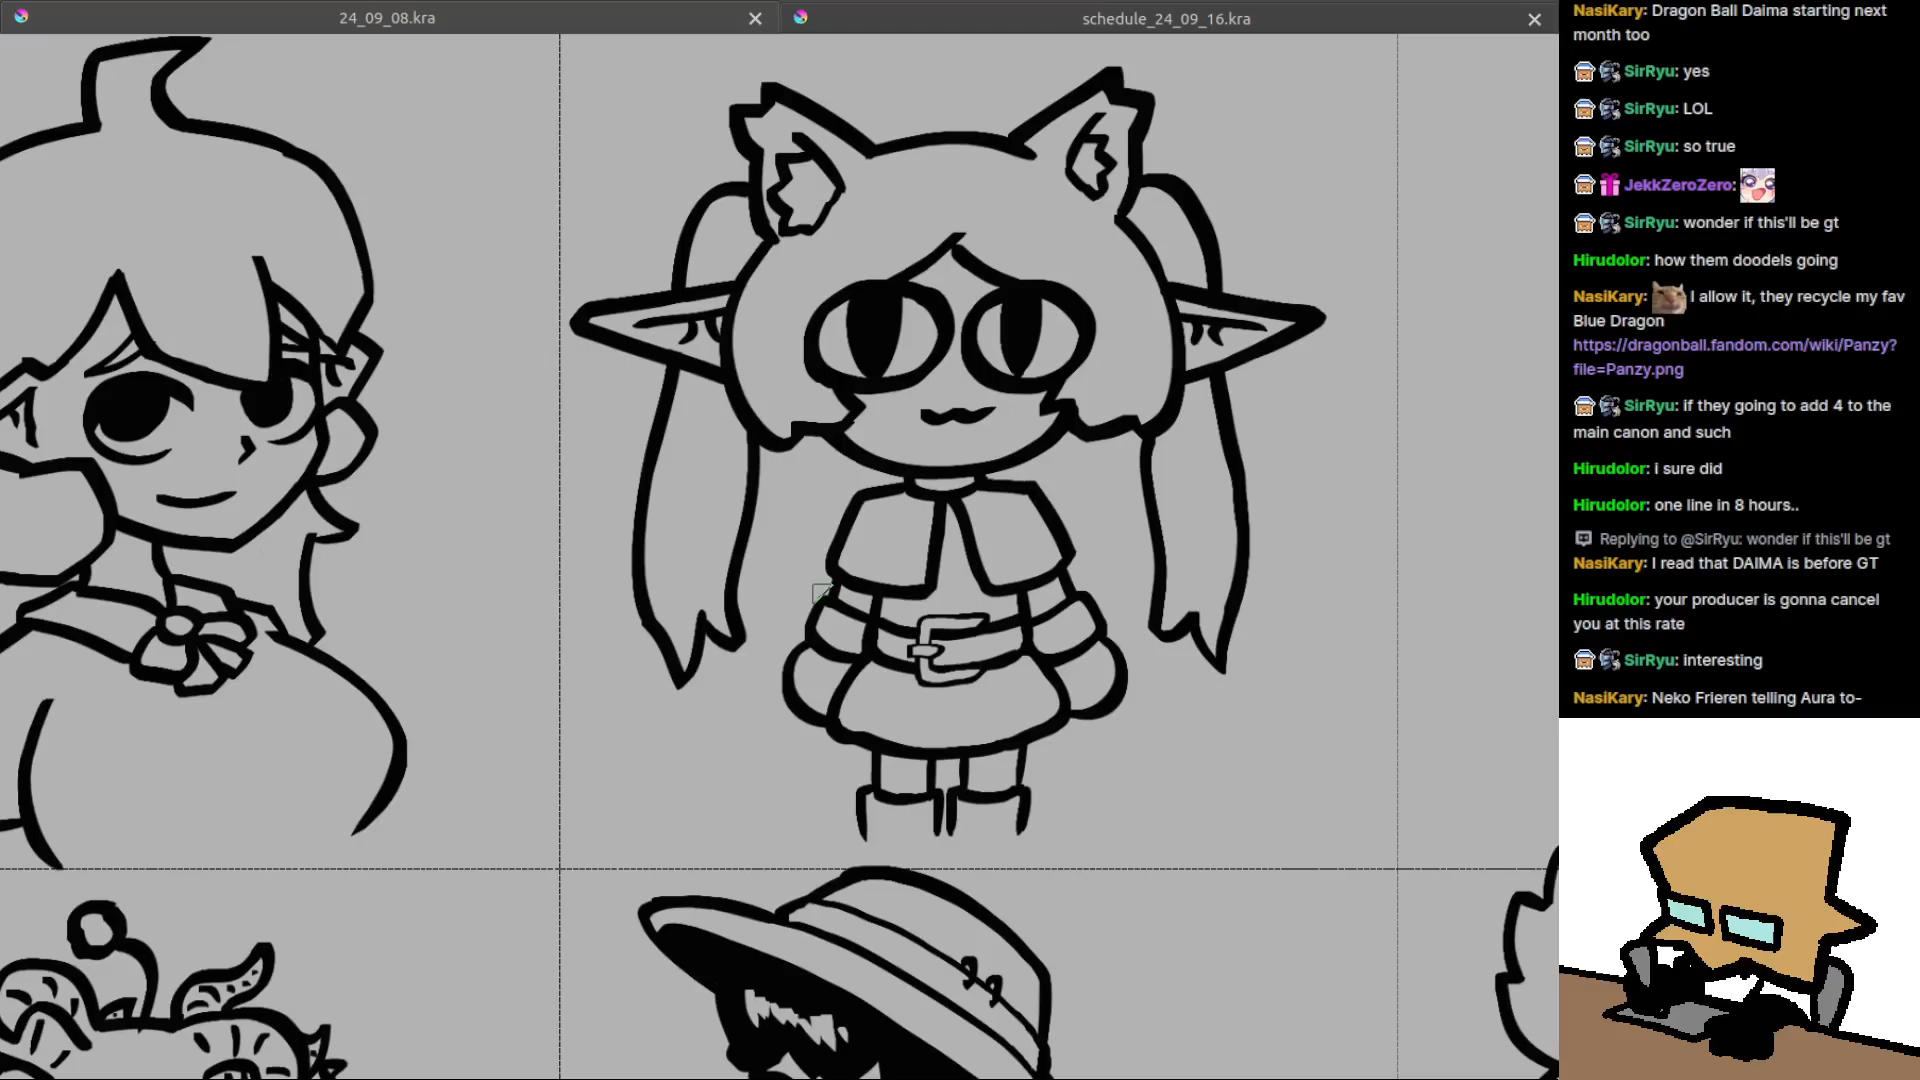 24_09_08.kra
schedule_24_09_16.kra
NasiKary: Dragon Ball Daima starting next
month too
SirRyu: yes
SirRyu: LOL
SirRyu: so true
JekkZeroZero:
SirRyu: wonder if this'll be gt
Hirudolor: how them doodels going
NasiKary: I allow it, they recycle my fav
Blue Dragon
https://dragonball.fandom.com/wiki/Panzy?
file=Panzy.png
SirRyu: if they going to add 4 to the
main canon and such
Hirudolor: i sure did
Hirudolor: one line in 8 hours..
Replying to @SirRyu: wonder if this'll be gt
NasiKary: I read that DAIMA is before GT
Hirudolor: your producer is gonna cancel
you at this rate
SirRyu: interesting
NasiKary: Neko Frieren telling Aura to-